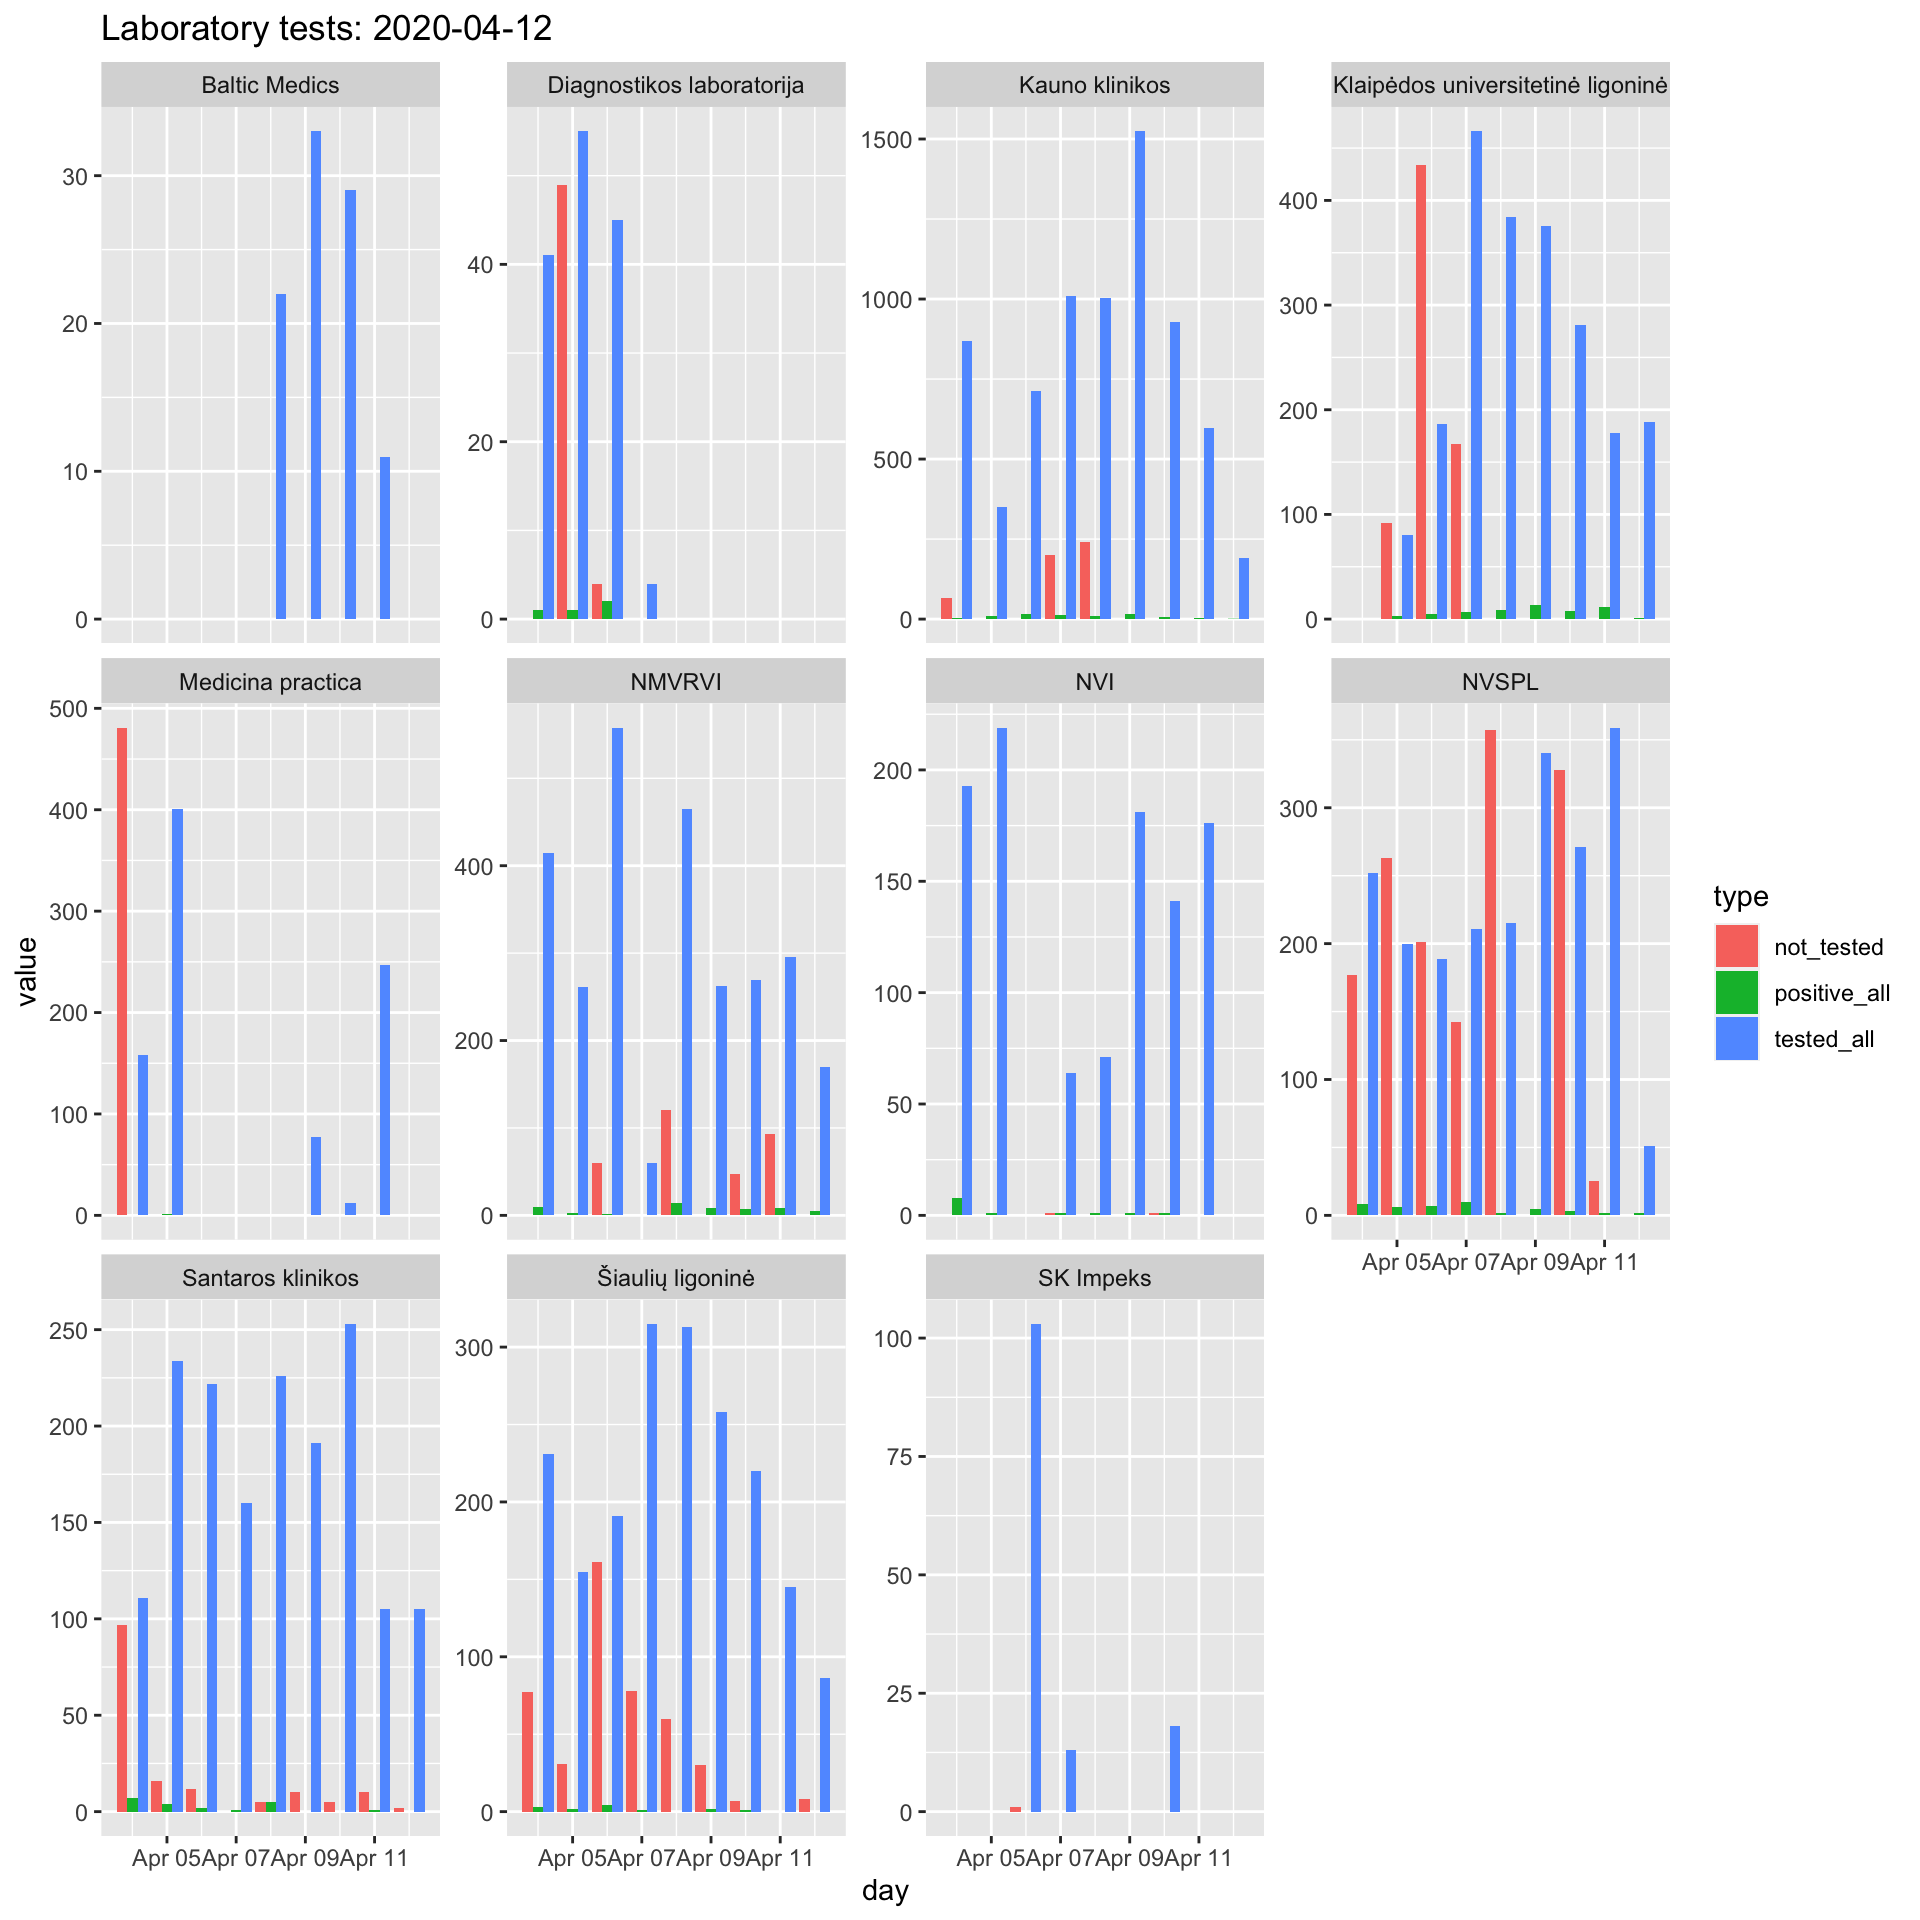 Laboratory tests: 2020-04-12
Baltic Medics
Diagnostikos laboratorija
Kauno klinikos
Klaipėdos universitetinė ligoninė
30
20
10
0
40
20
0
1500
1000
500
0
400
300
200
100
0
Medicina practica
NMVRVI
NVI
NVSPL
500
400
300
200
100
0
400
200
0
200
150
100
50
0
300
200
100
0
Apr 05 Apr 07 Apr 09 Apr 11
Santaros klinikos
Šiaulių ligoninė
SK Impeks
250
200
150
100
50
0
300
200
100
0
100
75
50
25
0
Apr 05 Apr 07 Apr 09 Apr 11
Apr 05 Apr 07 Apr 09 Apr 11
Apr 05 Apr 07 Apr 09 Apr 11
day
value
type
not_tested
positive_all
tested_all